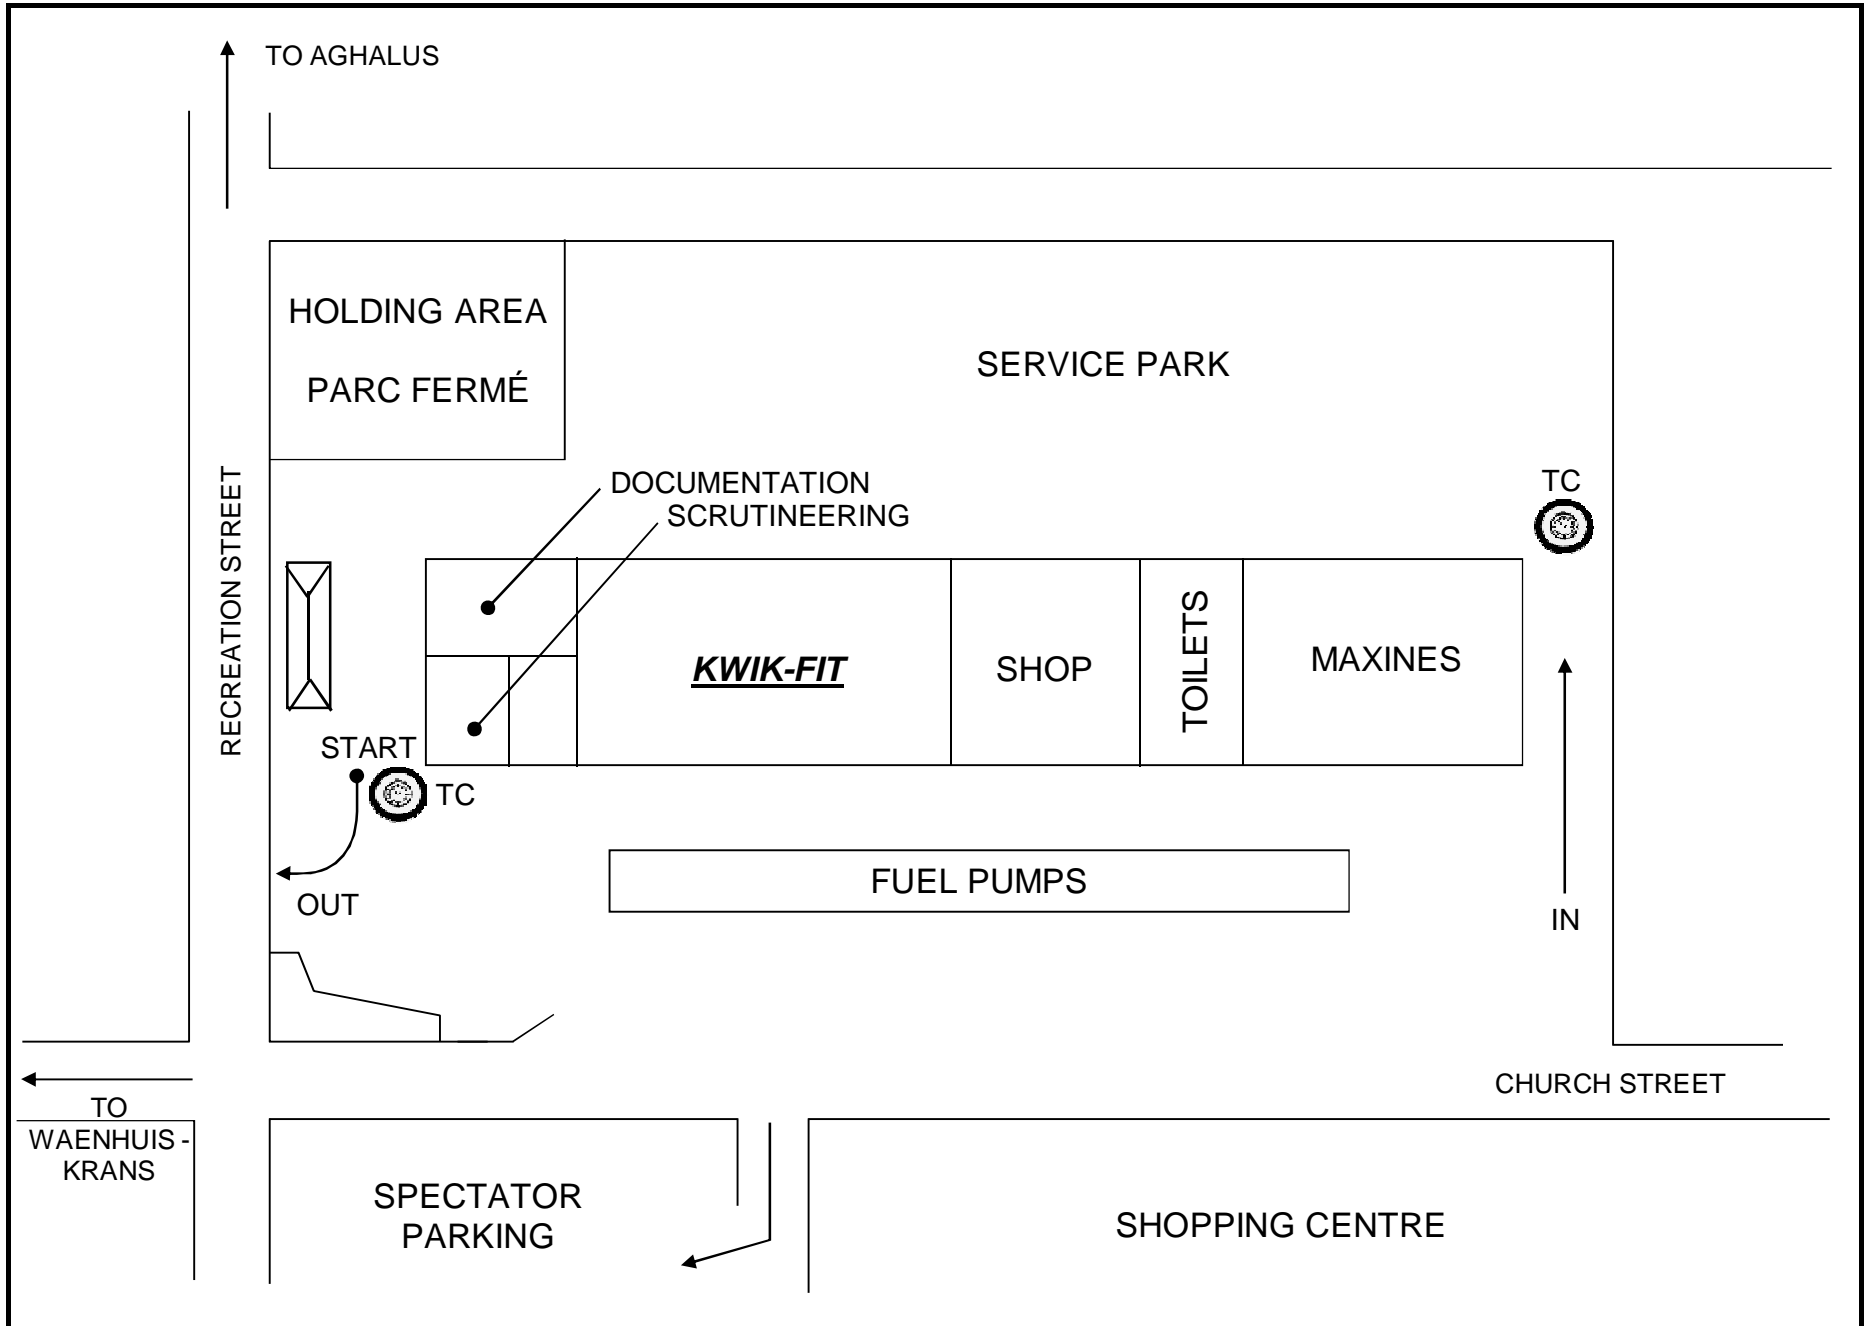 TO AGHALUS
HOLDING AREA
PARC FERMÉ
SERVICE PARK
RECREATION STREET
DOCUMENTATION
SCRUTINEERING
TC
KWIK-FIT
SHOP
TOILETS
MAXINES
START
TC
OUT
FUEL PUMPS
IN
CHURCH STREET
TO
WAENHUIS -
KRANS
SPECTATOR
PARKING
SHOPPING CENTRE